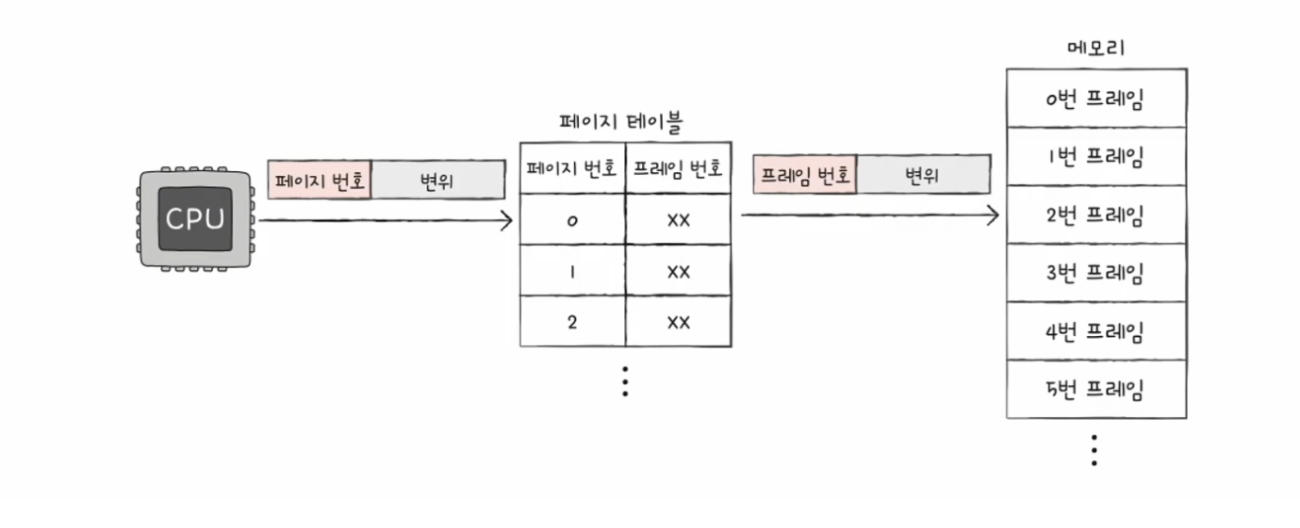 메모리
0번 프레임
1번 프레임
2번 프레임
3번 프레임
4번 프레임
5번 프레임
페이지 테이블
페이지 번호 프레임 번호
0 XX
1 XX
2 XX
페이지 번호 변위
프레임 번호 변위
CPU